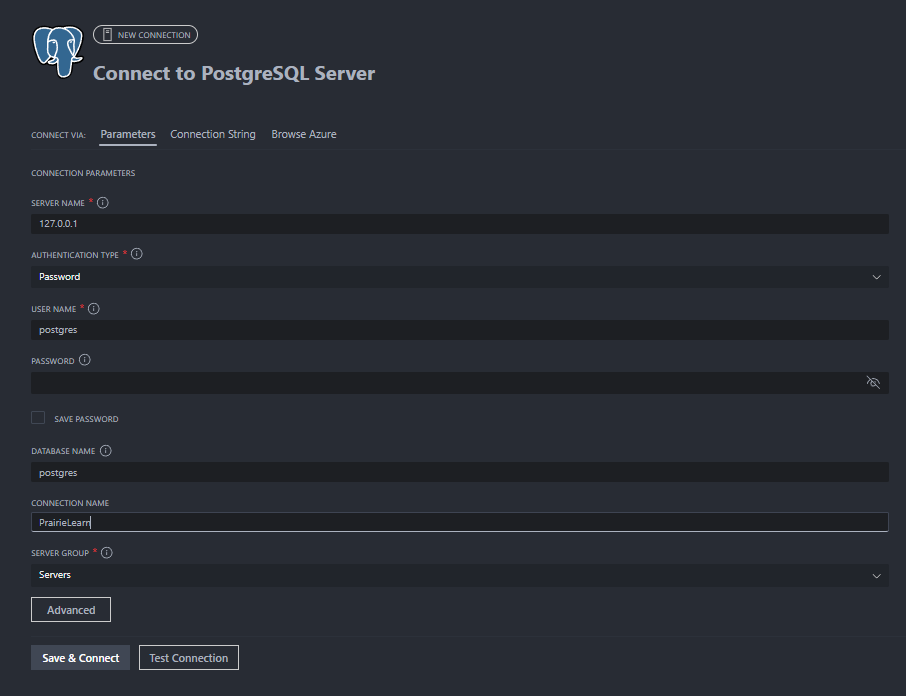 NEW CONNECTION
Connect to PostgreSQL Server
CONNECT VIA: Parameters Connection String Browse Azure
CONNECTION PARAMETERS
SERVER NAME *
127.0.0.1
AUTHENTICATION TYPE *
Password
USER NAME *
postgres
PASSWORD
SAVE PASSWORD
DATABASE NAME
postgres
CONNECTION NAME
PrairieLearn
SERVER GROUP *
Servers
Advanced
Save & Connect Test Connection